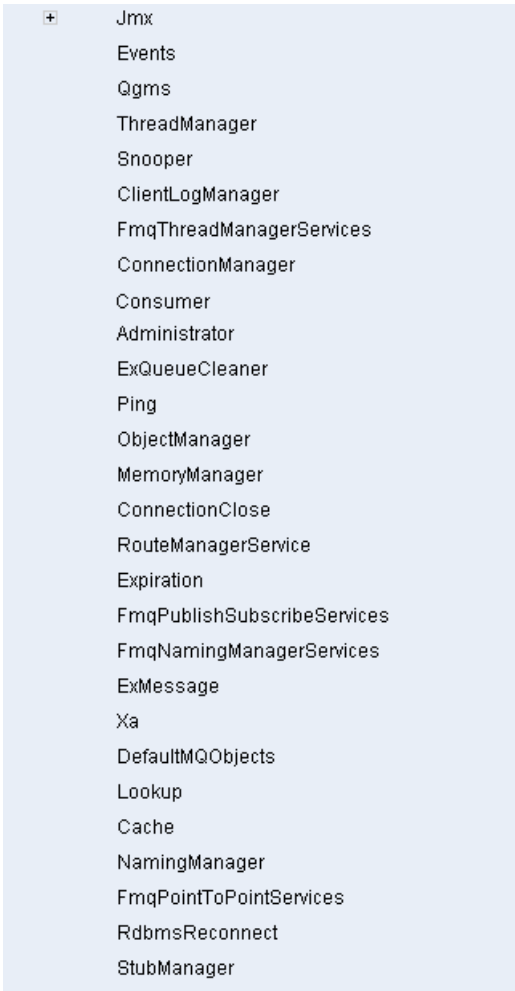 Jmx
Events
Qgms
ThreadManager
Snooper
ClientLogManager
FmqThreadManagerServices
ConnectionManager
Consumer
Administrator
ExQueueCleaner
Ping
ObjectManager
MemoryManager
ConnectionClose
RouteManagerService
Expiration
FmqPublishSubscribeServices
FmqNamingManagerServices
ExMessage
Xa
DefaultMQObjects
Lookup
Cache
NamingManager
FmqPointToPointServices
RdbmsReconnect
StubManager